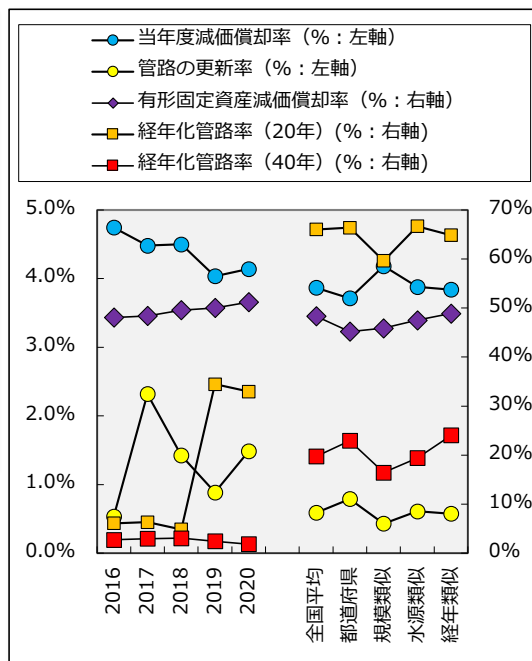 当年度減価償却率（%：左軸）
管路の更新率（%：左軸）
有形固定資産減価償却率（%：右軸）
経年化管路率（20年）(%：右軸)
経年化管路率（40年）(%：右軸)
5.0%
4.0%
3.0%
2.0%
1.0%
0.0%
70%
60%
50%
40%
30%
20%
10%
0%
2016
2017
2018
2019
2020
全国平均
都道府県
規模類似
水源類似
経年類似